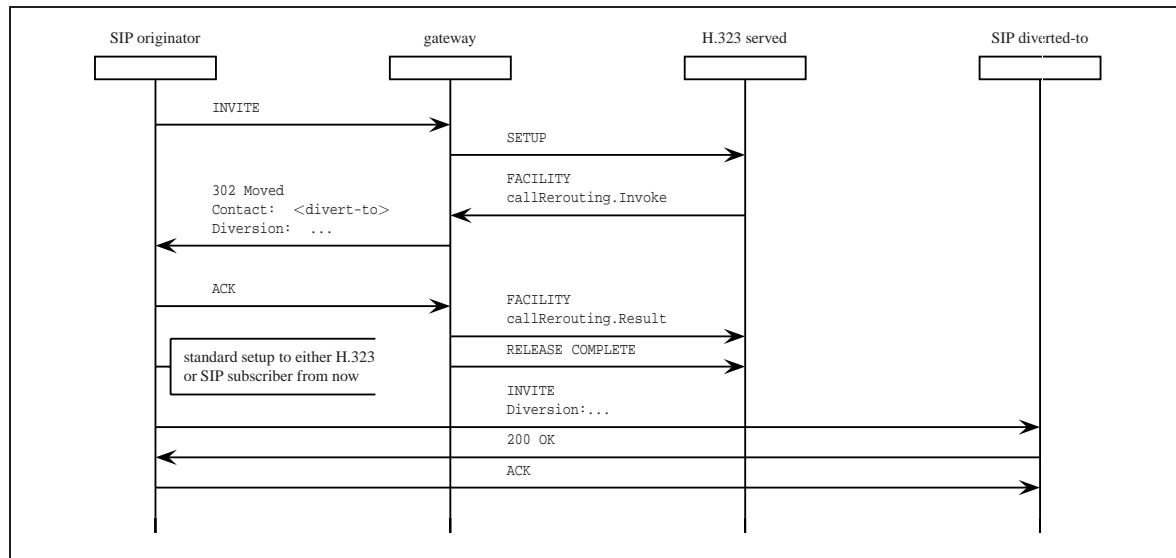 SIP originator
gateway
H.323 served
SIP diverted-to
INVITE
SETUP
FACILITY
callRerouting.Invoke
302 Moved
Contact: <divert-to>
Diversion: ...
ACK
FACILITY
callRerouting.Result
RELEASE COMPLETE
standard setup to either H.323
or SIP subscriber from now
INVITE
Diversion:...
200 OK
ACK